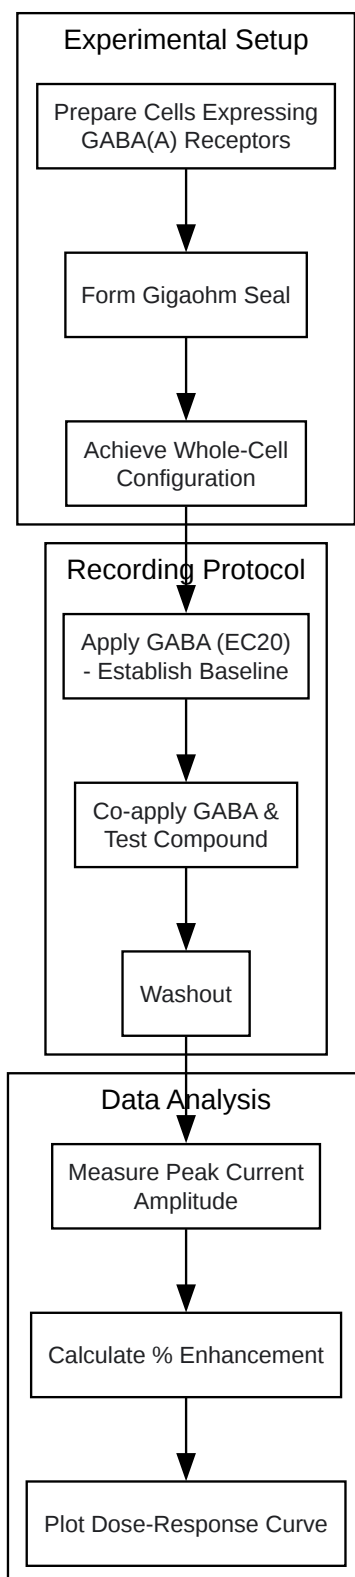 Experimental Setup
Prepare Cells Expressing
GABA(A) Receptors
Form Gigaohm Seal
Achieve Whole-Cell
Configuration
Recording Protocol
Apply GABA (EC20)
- Establish Baseline
Co-apply GABA &
Test Compound
Washout
Data Analysis
Measure Peak Current
Amplitude
Calculate % Enhancement
Plot Dose-Response Curve